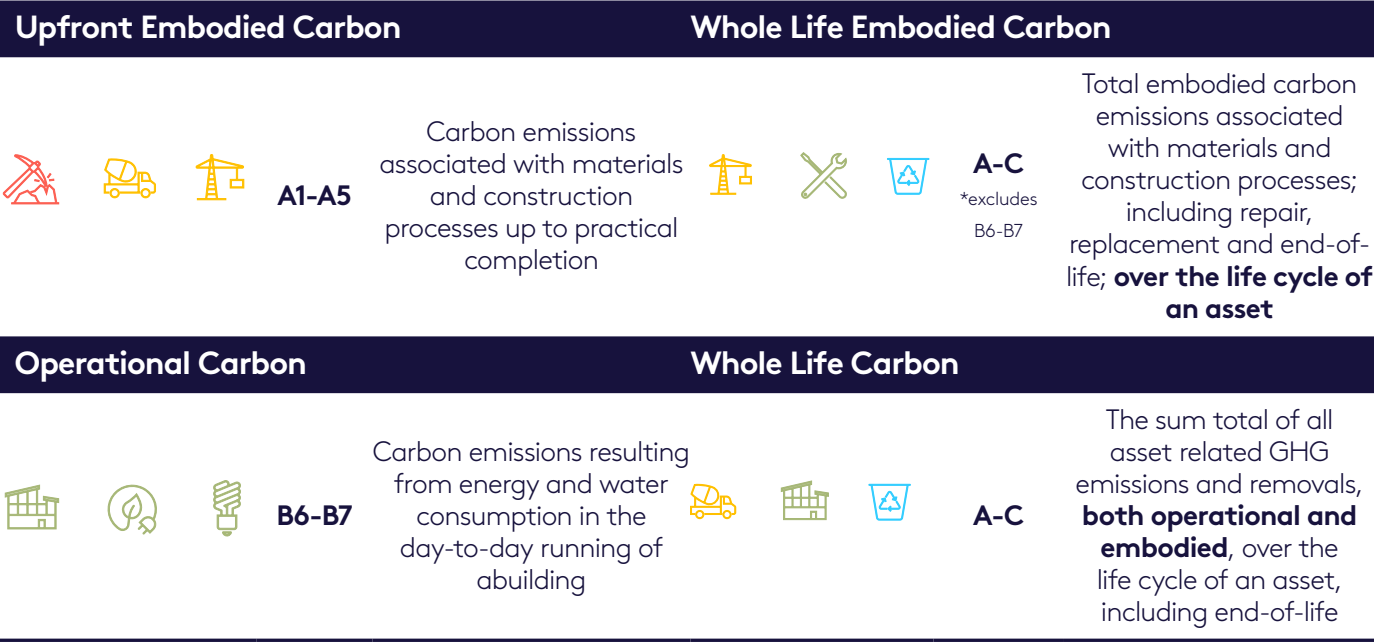 Upfront Embodied Carbon
A1-A5
Carbon emissions
associated with materials
and construction
processes up to practical
completion
Whole Life Embodied Carbon
A-C
*excludes
B6-B7
Total embodied carbon
emissions associated
with materials and
construction processes;
including repair,
replacement and end-of-
life; over the life cycle of
an asset
Operational Carbon
B6-B7
Carbon emissions resulting
from energy and water
consumption in the
day-to-day running of
abuilding
Whole Life Carbon
A-C
The sum total of all
asset related GHG
emissions and removals,
both operational and
embodied, over the
life cycle of an asset,
including end-of-life